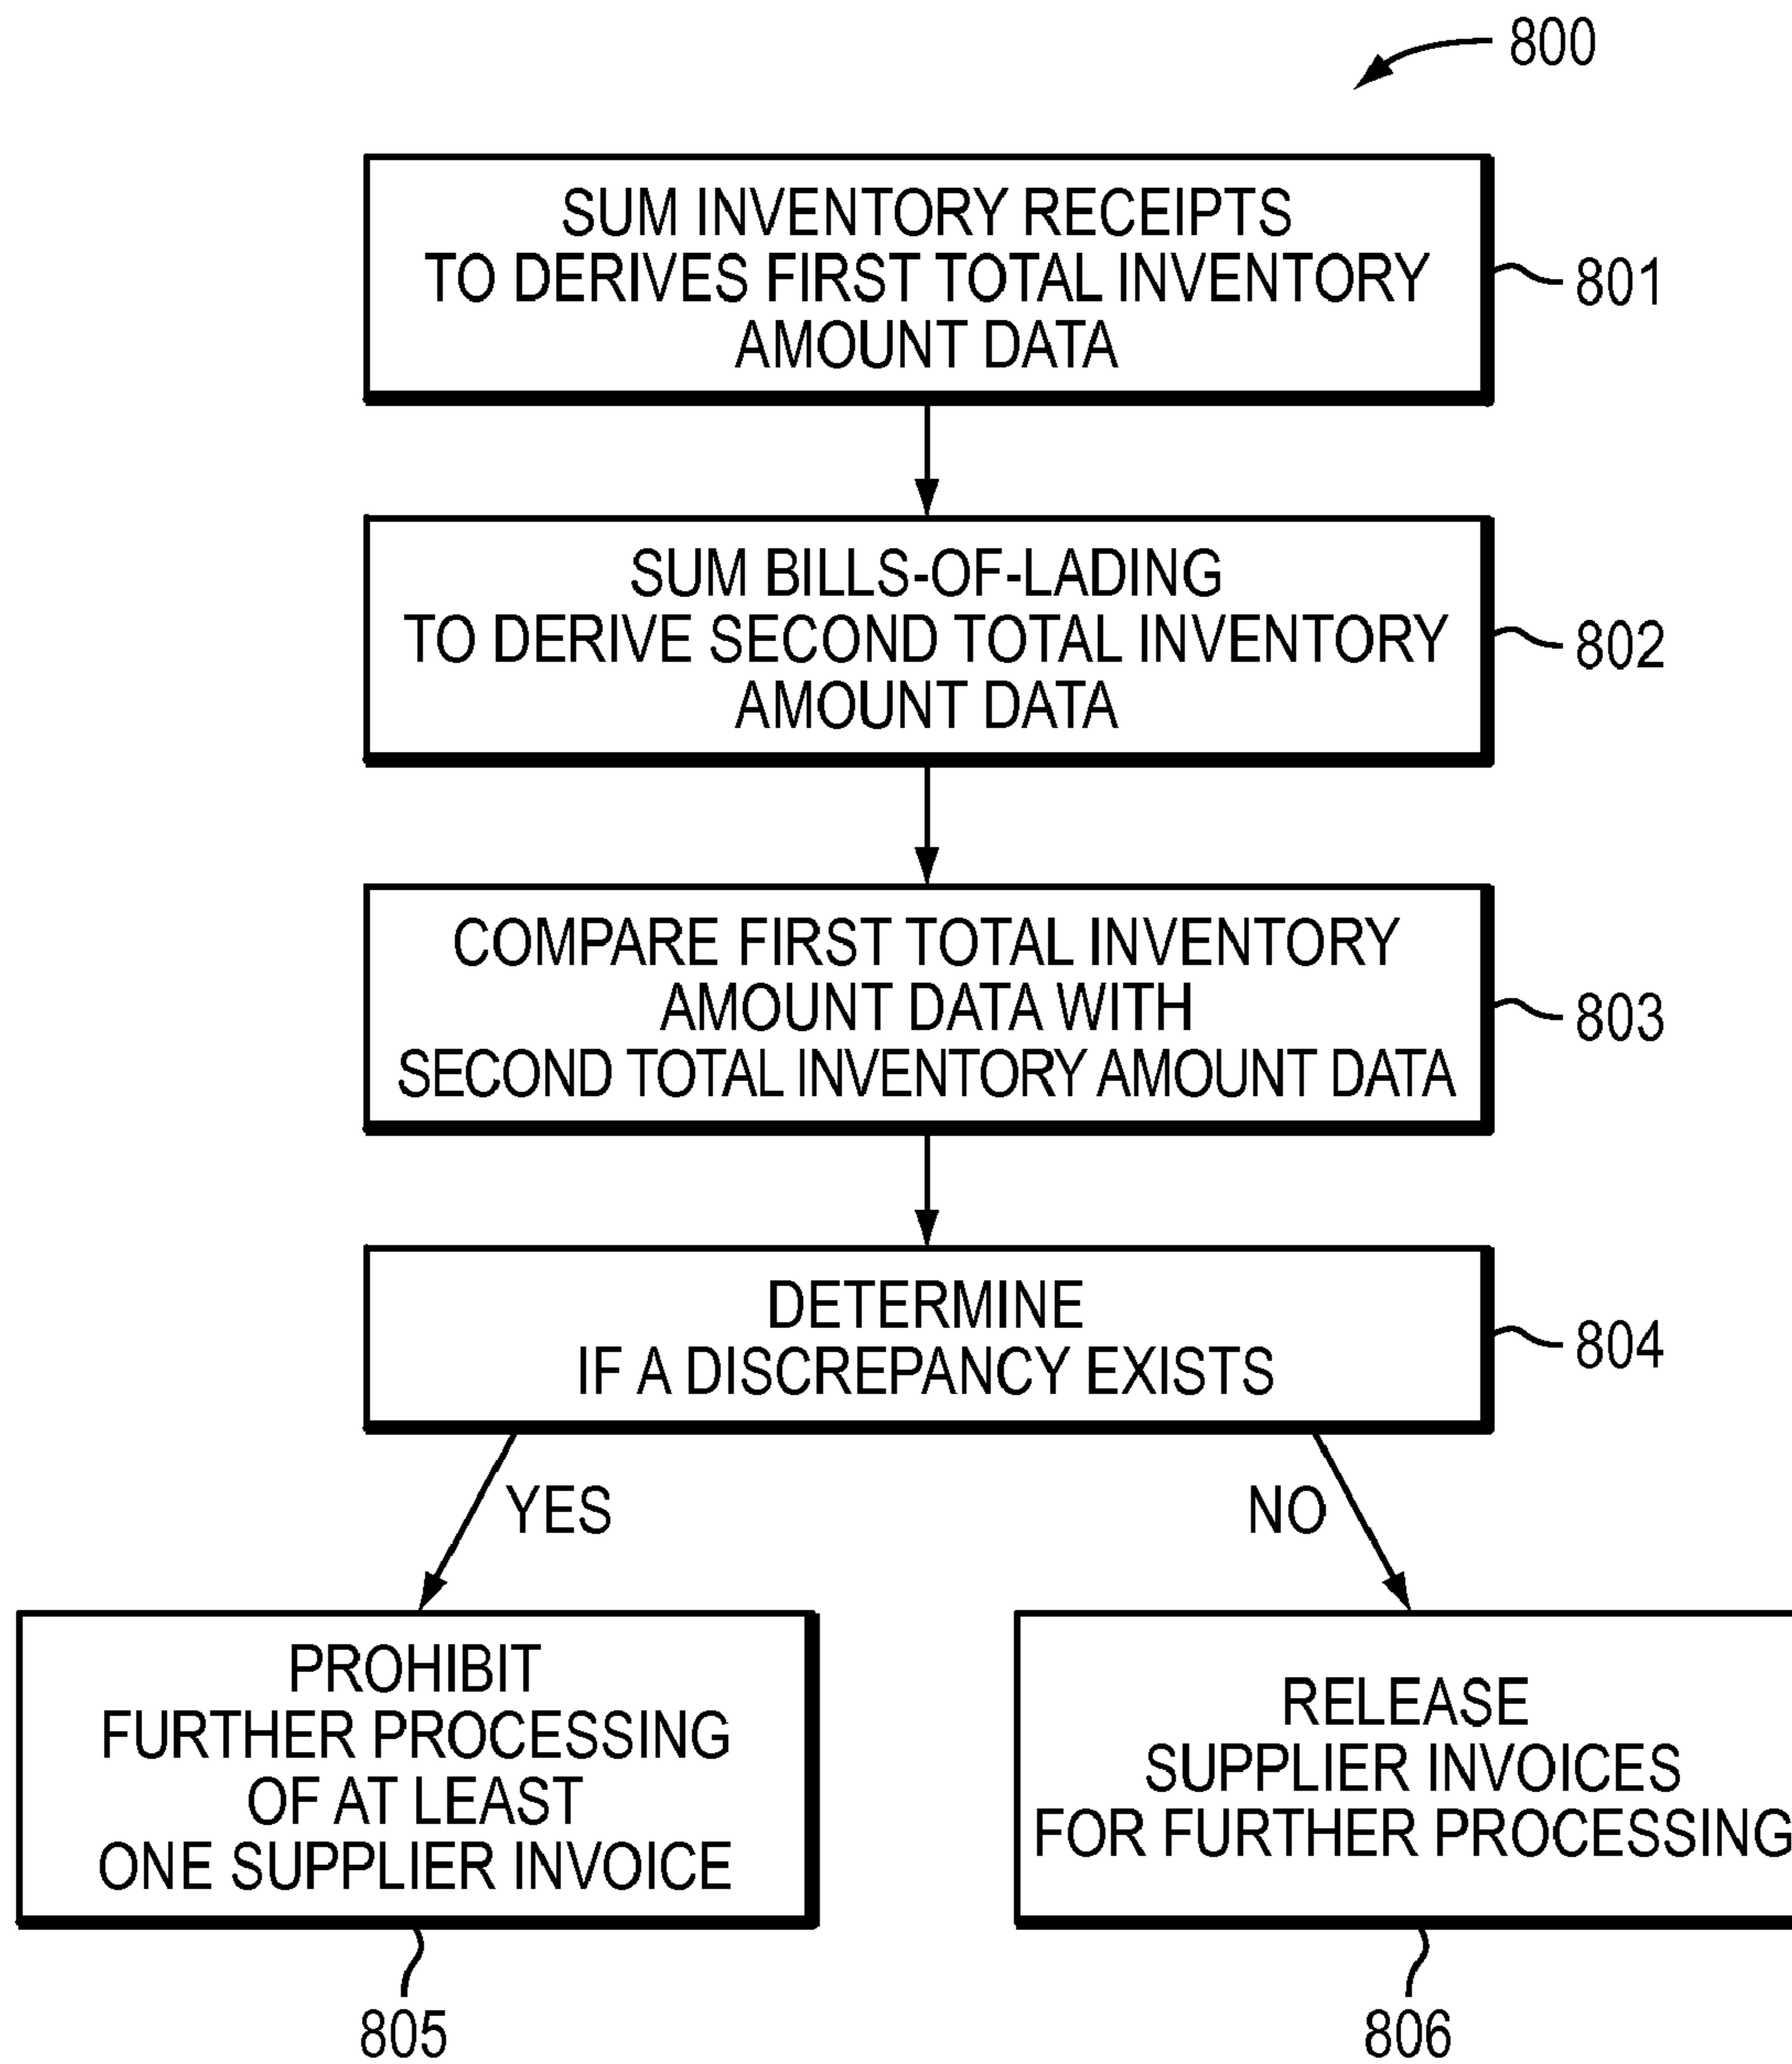 800
SUM INVENTORY RECEIPTS
TO DERIVES FIRST TOTAL INVENTORY
AMOUNT DATA
801
SUM BILLS-OF-LADING
TO DERIVE SECOND TOTAL INVENTORY
AMOUNT DATA
802
COMPARE FIRST TOTAL INVENTORY
AMOUNT DATA WITH
SECOND TOTAL INVENTORY AMOUNT DATA
803
DETERMINE
IF A DISCREPANCY EXISTS
804
YES
NO
PROHIBIT
FURTHER PROCESSING
OF AT LEAST
ONE SUPPLIER INVOICE
805
RELEASE
SUPPLIER INVOICES
FOR FURTHER PROCESSING
806